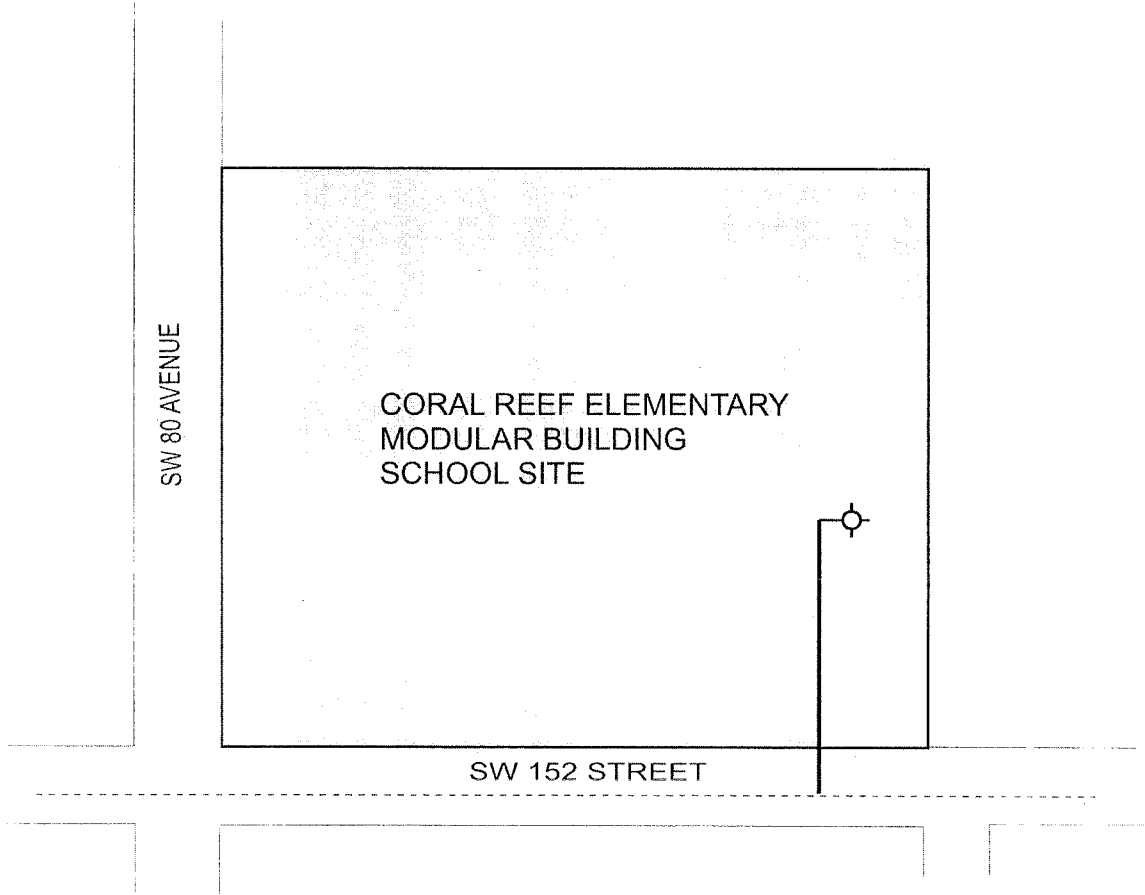 SW 80 AVENUE
CORAL REEF ELEMENTARY
MODULAR BUILDING
SCHOOL SITE
SW 152 STREET